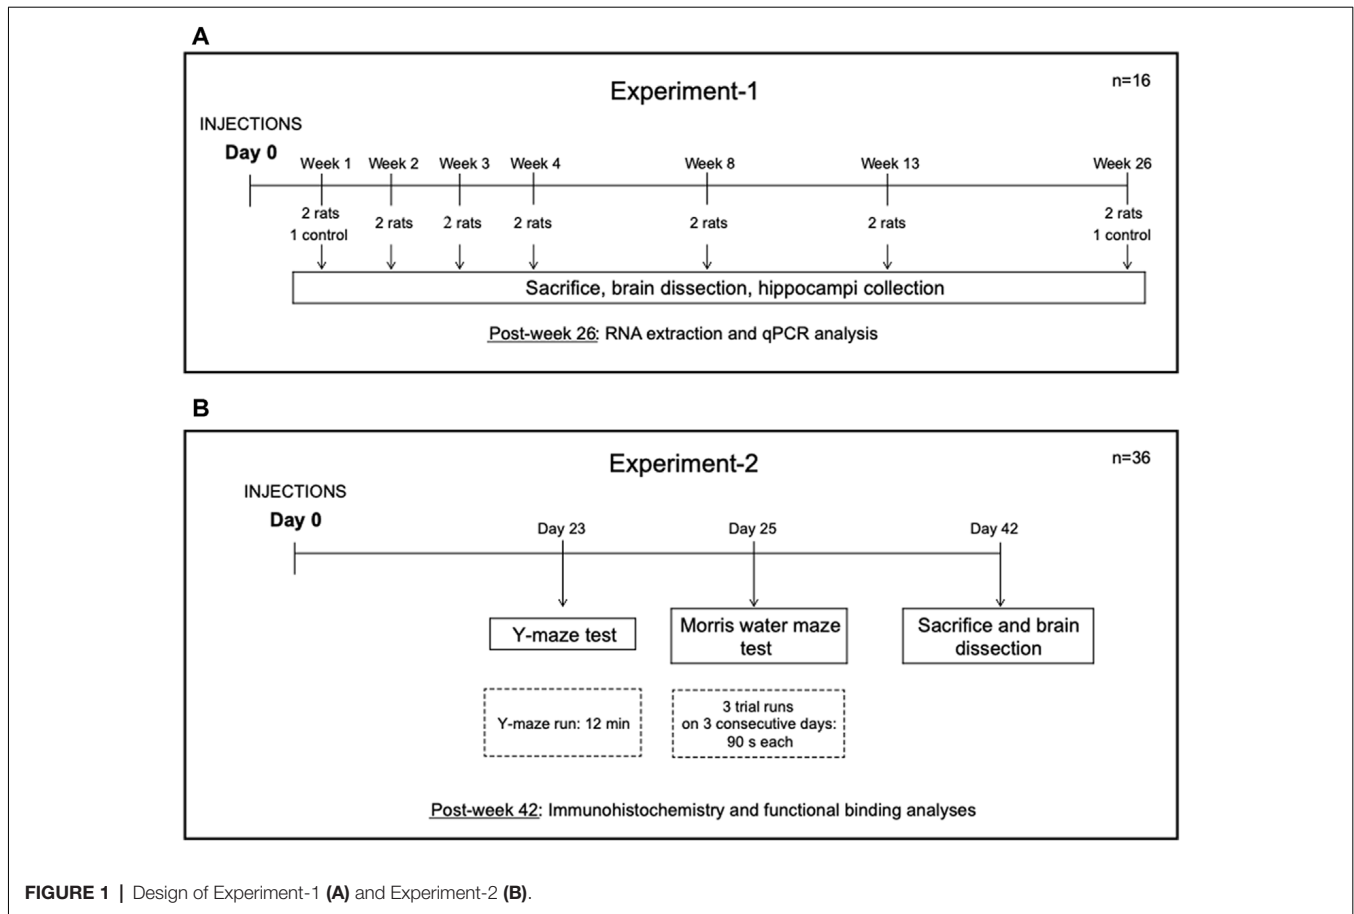 A
Experiment-1
n=16
INJECTIONS
Day 0
Week 1 Week 2 Week 3 Week 4 Week 8 Week 13 Week 26
2 rats
1 control
2 rats
2 rats
2 rats
2 rats
2 rats
2 rats
1 control
Sacrifice, brain dissection, hippocampi collection
Post-week 26: RNA extraction and qPCR analysis
B
Experiment-2
n=36
INJECTIONS
Day 0
Day 23 Day 25 Day 42
Y-maze test
Morris water maze
test
Sacrifice and brain
dissection
Y-maze run: 12 min
3 trial runs
on 3 consecutive days:
90 s each
Post-week 42: Immunohistochemistry and functional binding analyses
FIGURE 1 | Design of Experiment-1 (A) and Experiment-2 (B).